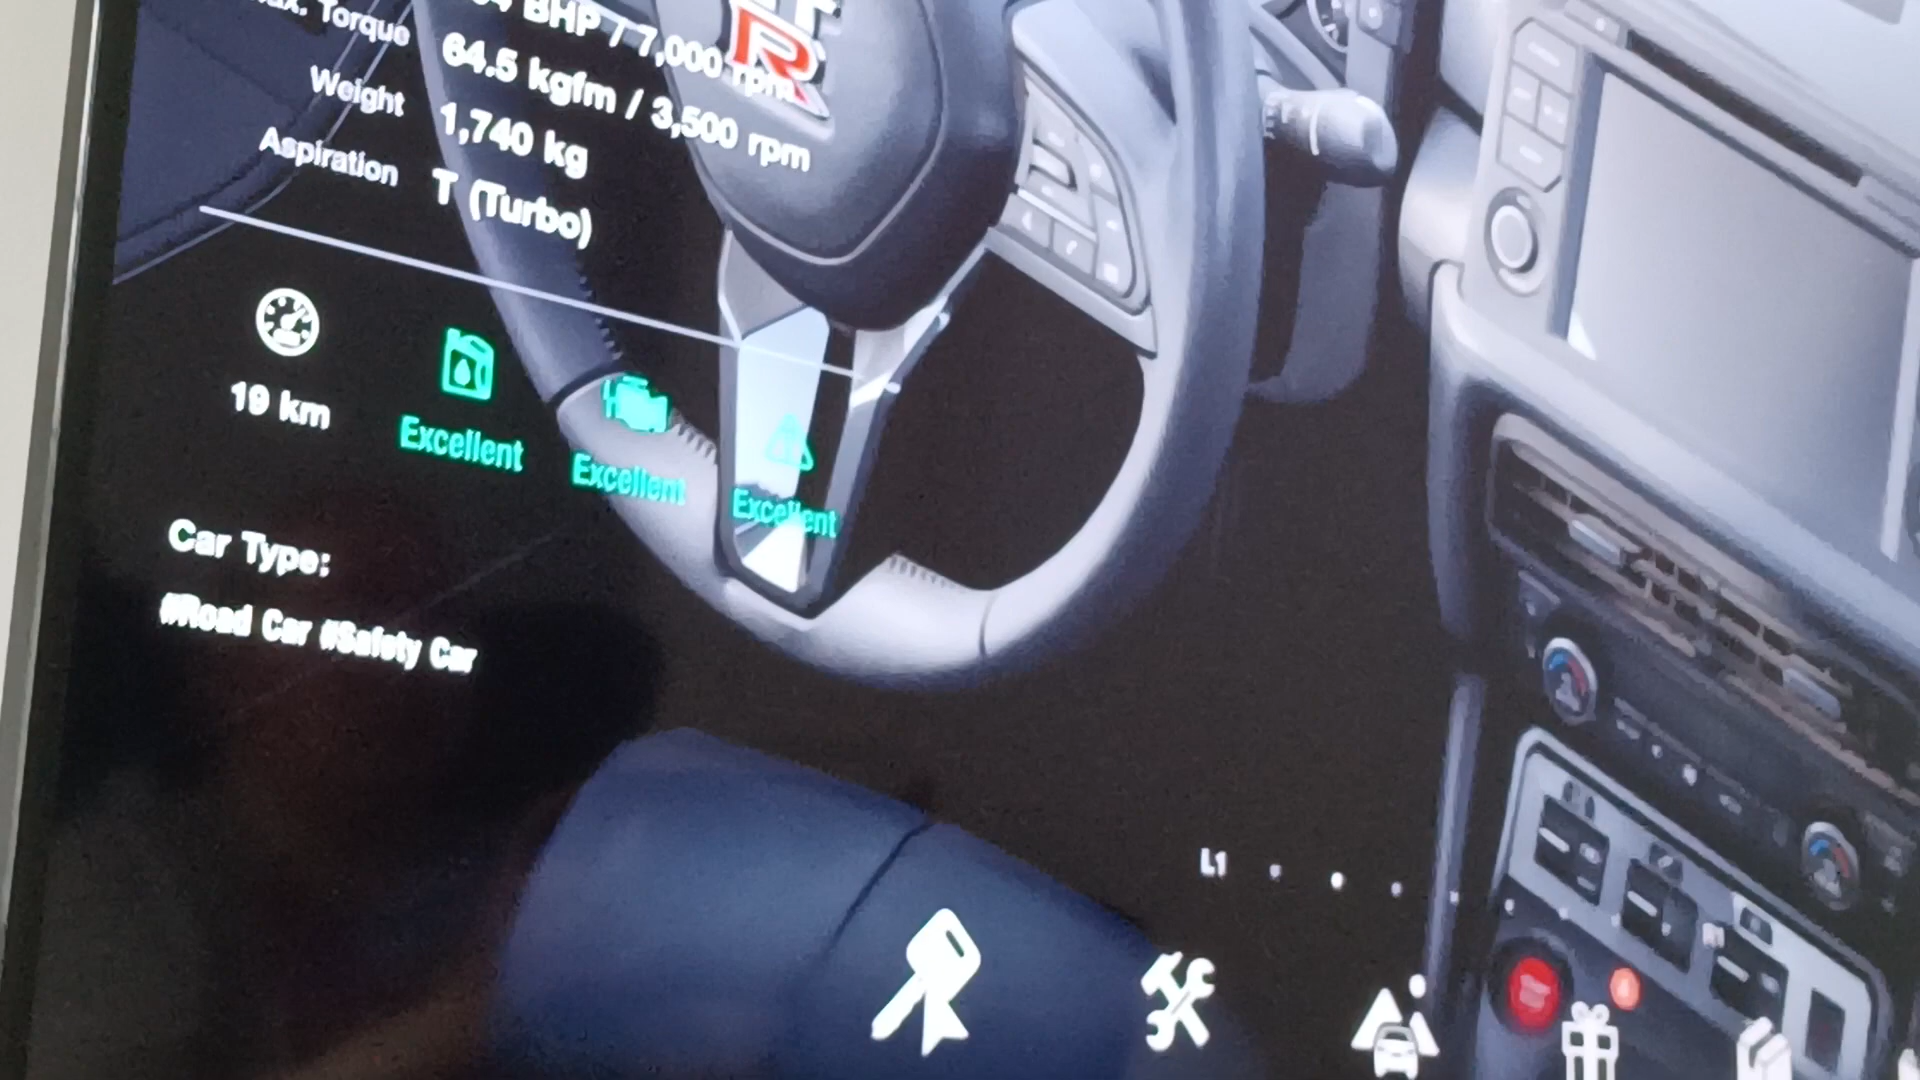 BHP / 7,000 rpm
Torque 64.5 kgfm / 3,500 rpm
Weight 1,740 kg
Aspiration T (Turbo)
19 km
Excellent
Excellent
Excellent
Car Type:
#Road Car #Safety Car
L1
R